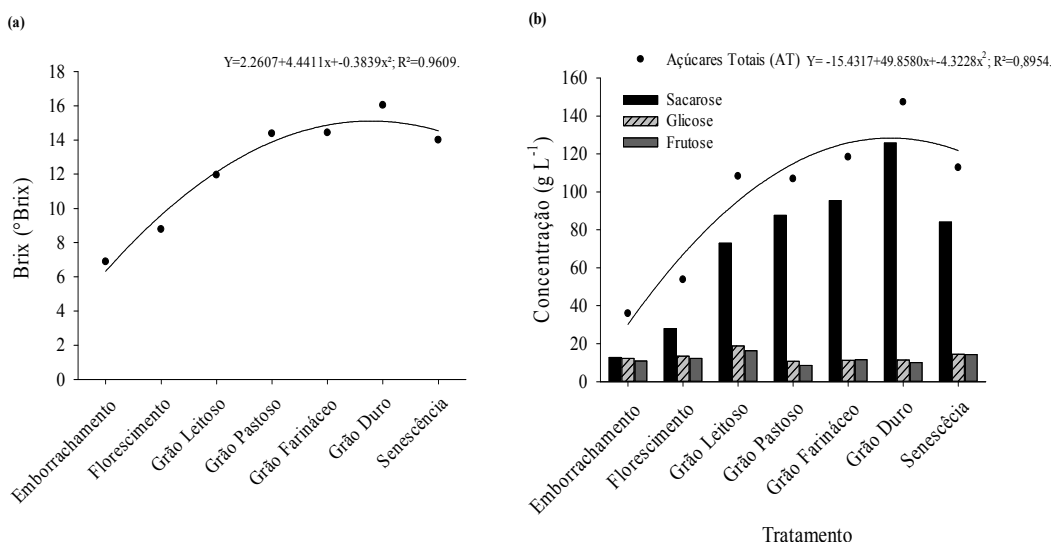 (a)
Y=2.2607+4.4411x+-0.3839x²; R²=0.9609.
Brix (°Brix)
18
16
14
12
10
8
6
4
2
0
Emborrachamento
Florescimento
Grão Leitoso
Grão Pastoso
Grão Farináceo
Grão Duro
Senescêcia
(b)
Açúcares Totais (AT) Y= -15.4317+49.8580x+-4.3228x²; R²=0,8954.
Sacarose
Glicose
Frutose
Concentração (g L⁻¹)
160
140
120
100
80
60
40
20
0
Emborrachamento
Florescimento
Grão Leitoso
Grão Pastoso
Grão Farináceo
Grão Duro
Senescêcia
Tratamento